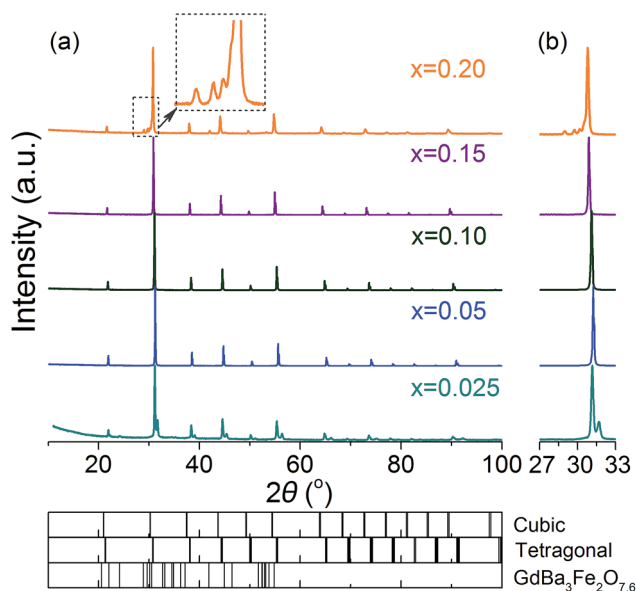 (a)
(b)
x=0.20
x=0.15
x=0.10
x=0.05
x=0.025
Intensity (a.u.)
20 40 60 80 100
27 30 33
2θ (°)
Cubic
Tetragonal
GdBa₃Fe₂O₇.₆